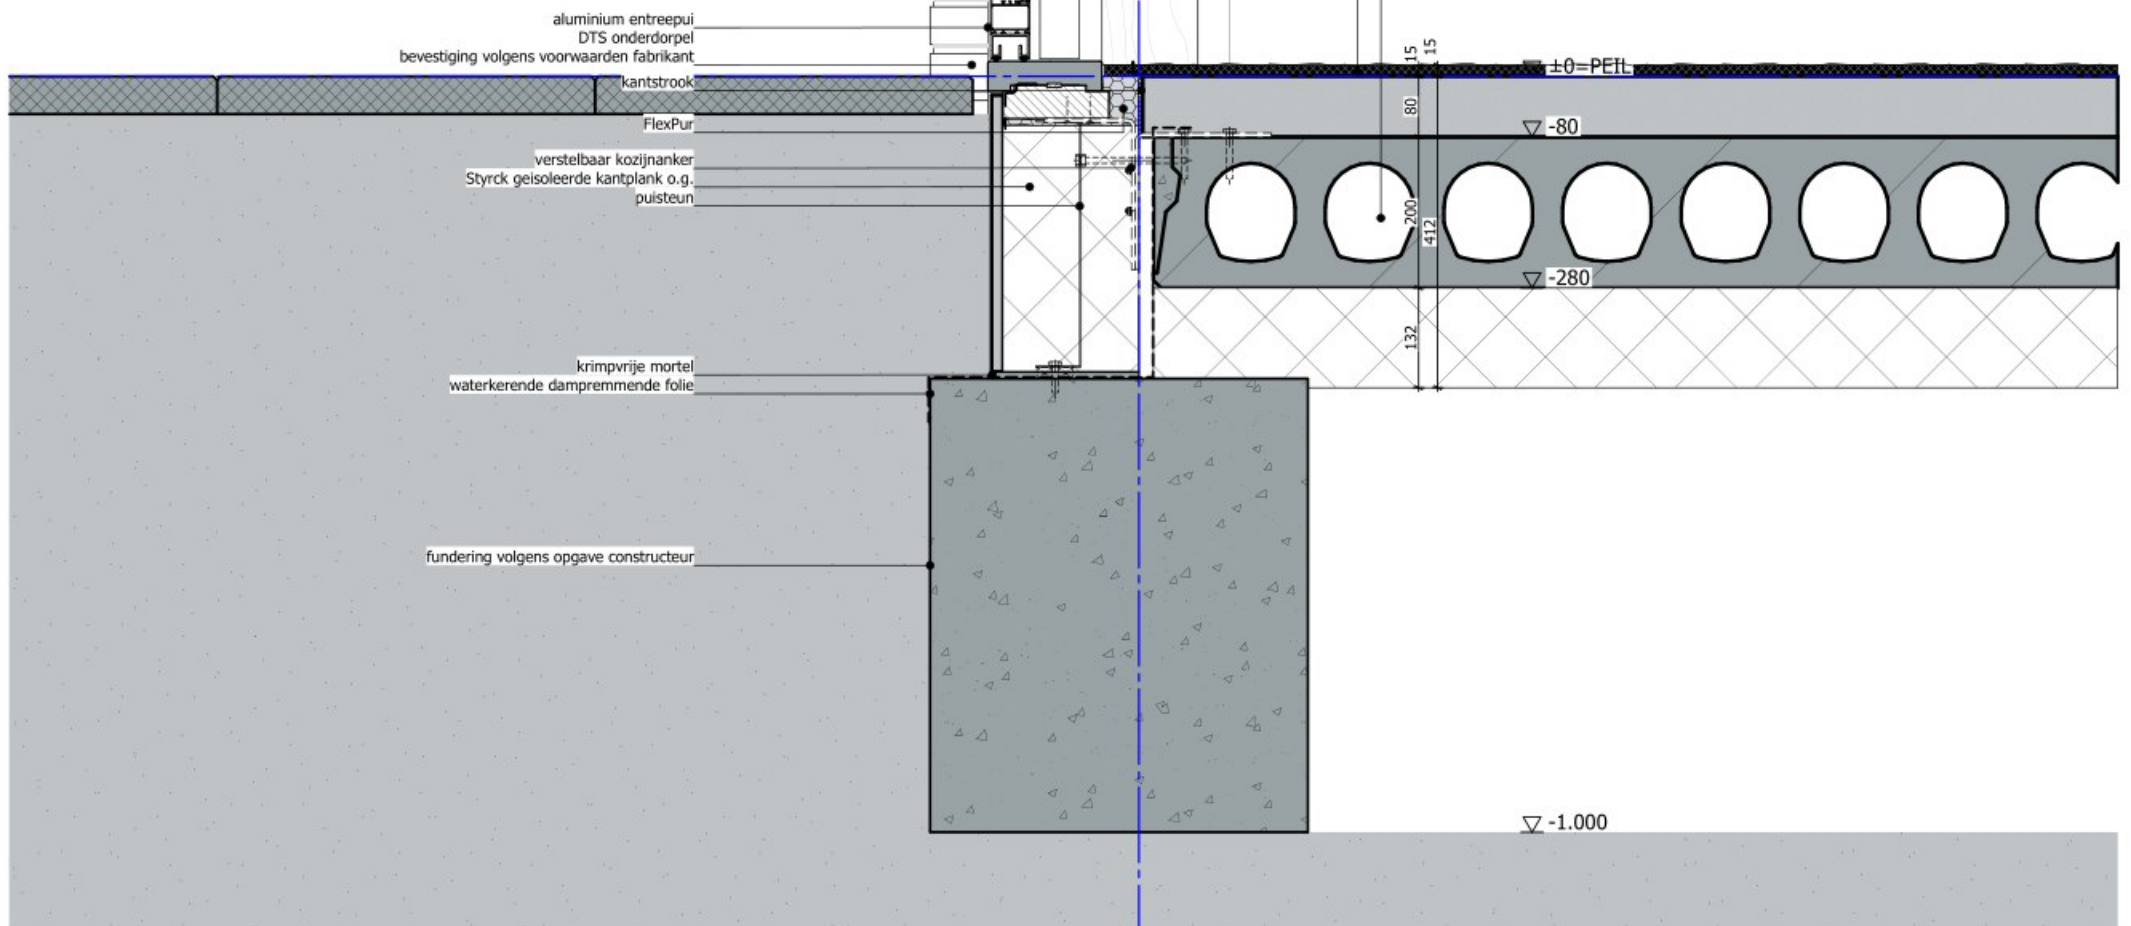 aluminium entreepui
DTS onderdorpel
bevestiging volgens voorwaarden fabrikant
kantstrook
FlexPur
verstelbaar kozijnanker
Styrck geisoleerde kantplank o.g.
puisteun
krimpvrije mortel
waterkerende dampremmende folie
fundering volgens opgave constructeur
15
15
±0=PEIL
80
-80
200
412
-280
132
-1.000